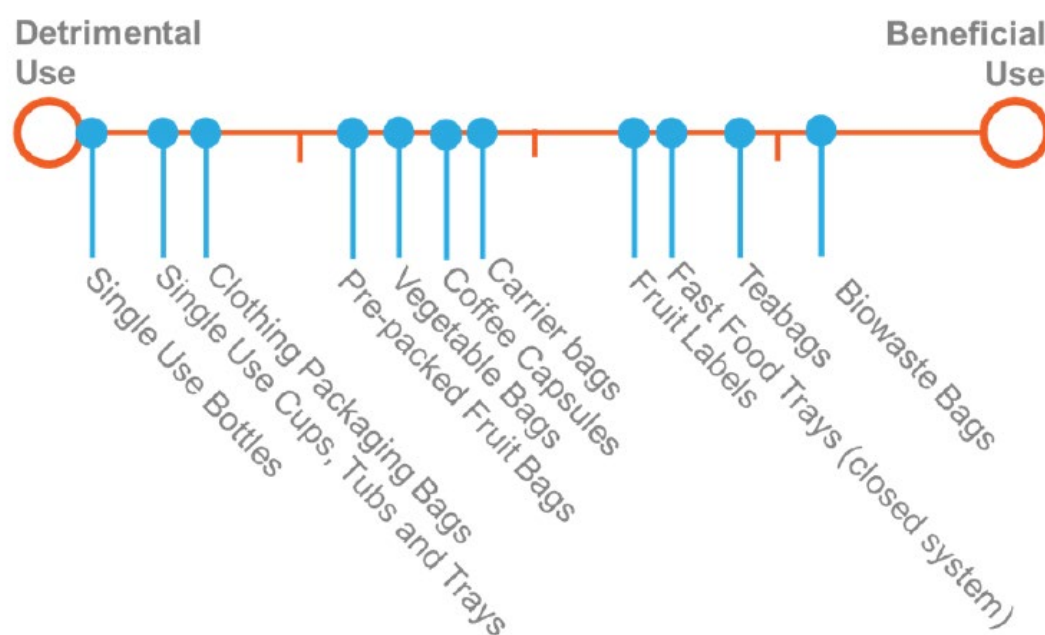 Detrimental
Use
Beneficial
Use
Single Use Bottles
Single Use Cups, Tubs and Trays
Clothing Packaging Bags
Pre-packed Fruit Bags
Vegetable Bags
Coffee Capsules
Carrier bags
Fruit Labels
Fast Food Trays (closed system)
Teabags
Biowaste Bags